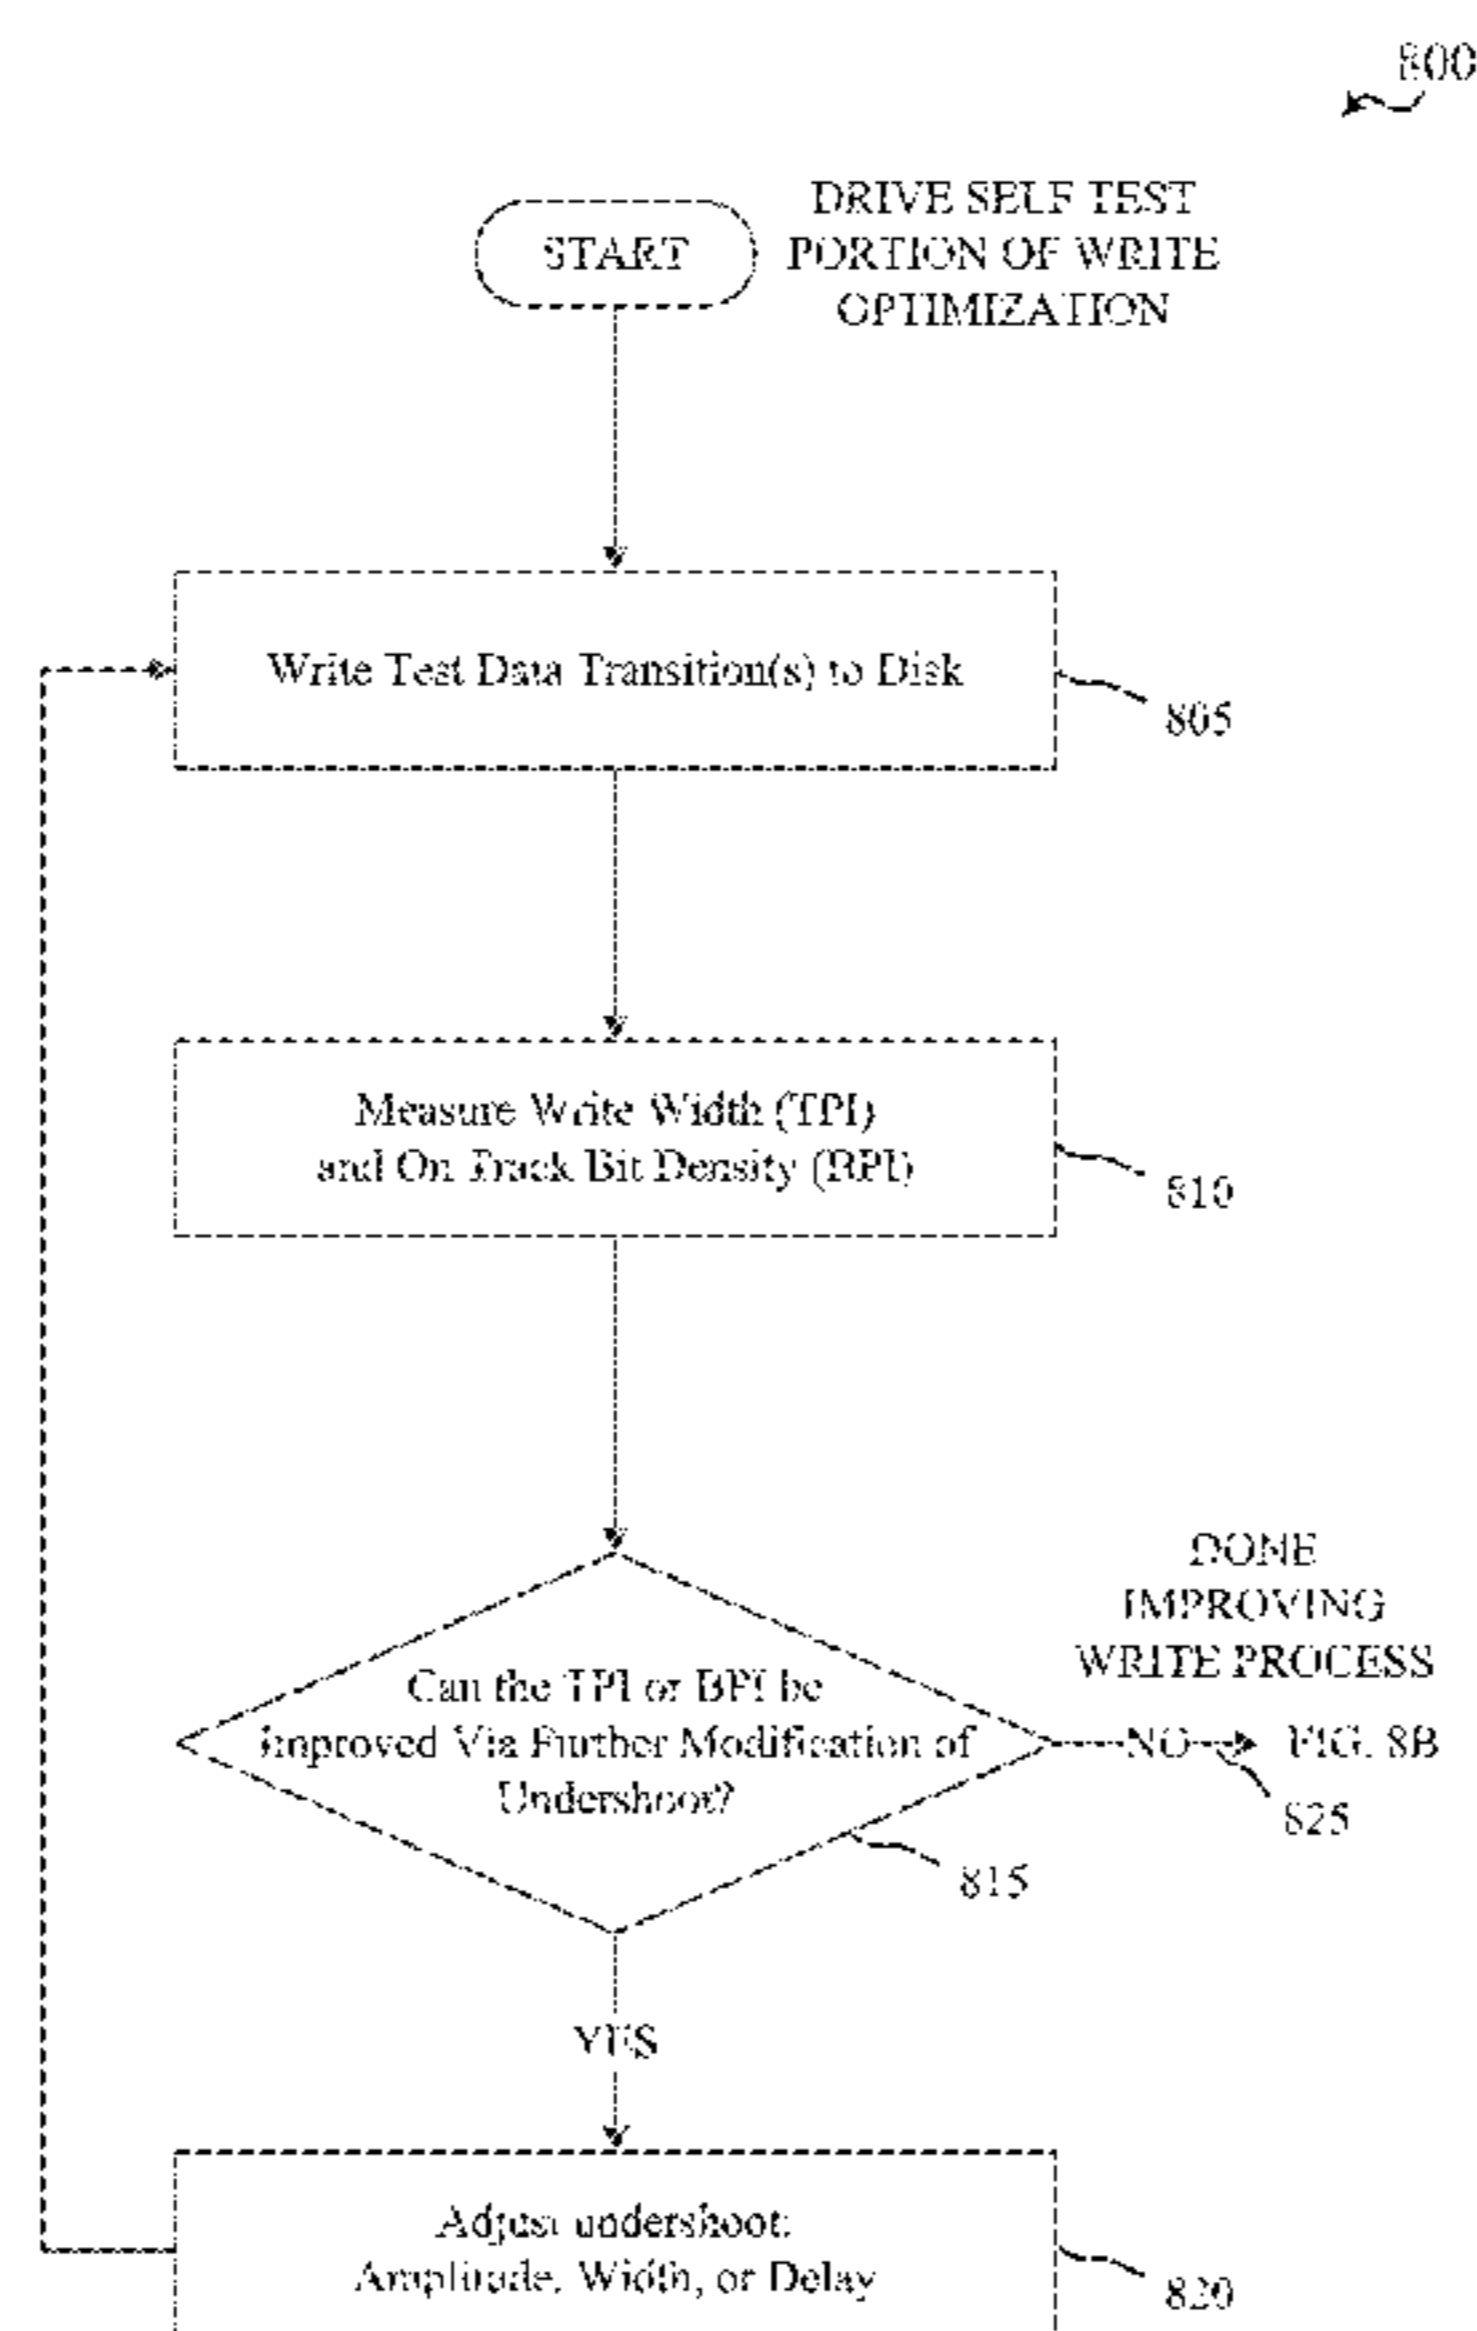 800
START
DRIVE SELF TEST
PORTION OF WRITE
OPTIMIZATION
Write Test Data Transition(s) to Disk
805
Measure Write Width (TPI)
and On Track Bit Density (BPI)
810
DONE
IMPROVING
WRITE PROCESS
Can the TPI or BPI be
Improved Via Further Modification of
Undershoot?
NO
FIG. 8B
825
815
YES
Adjust undershoot:
Amplitude, Width, or Delay
820